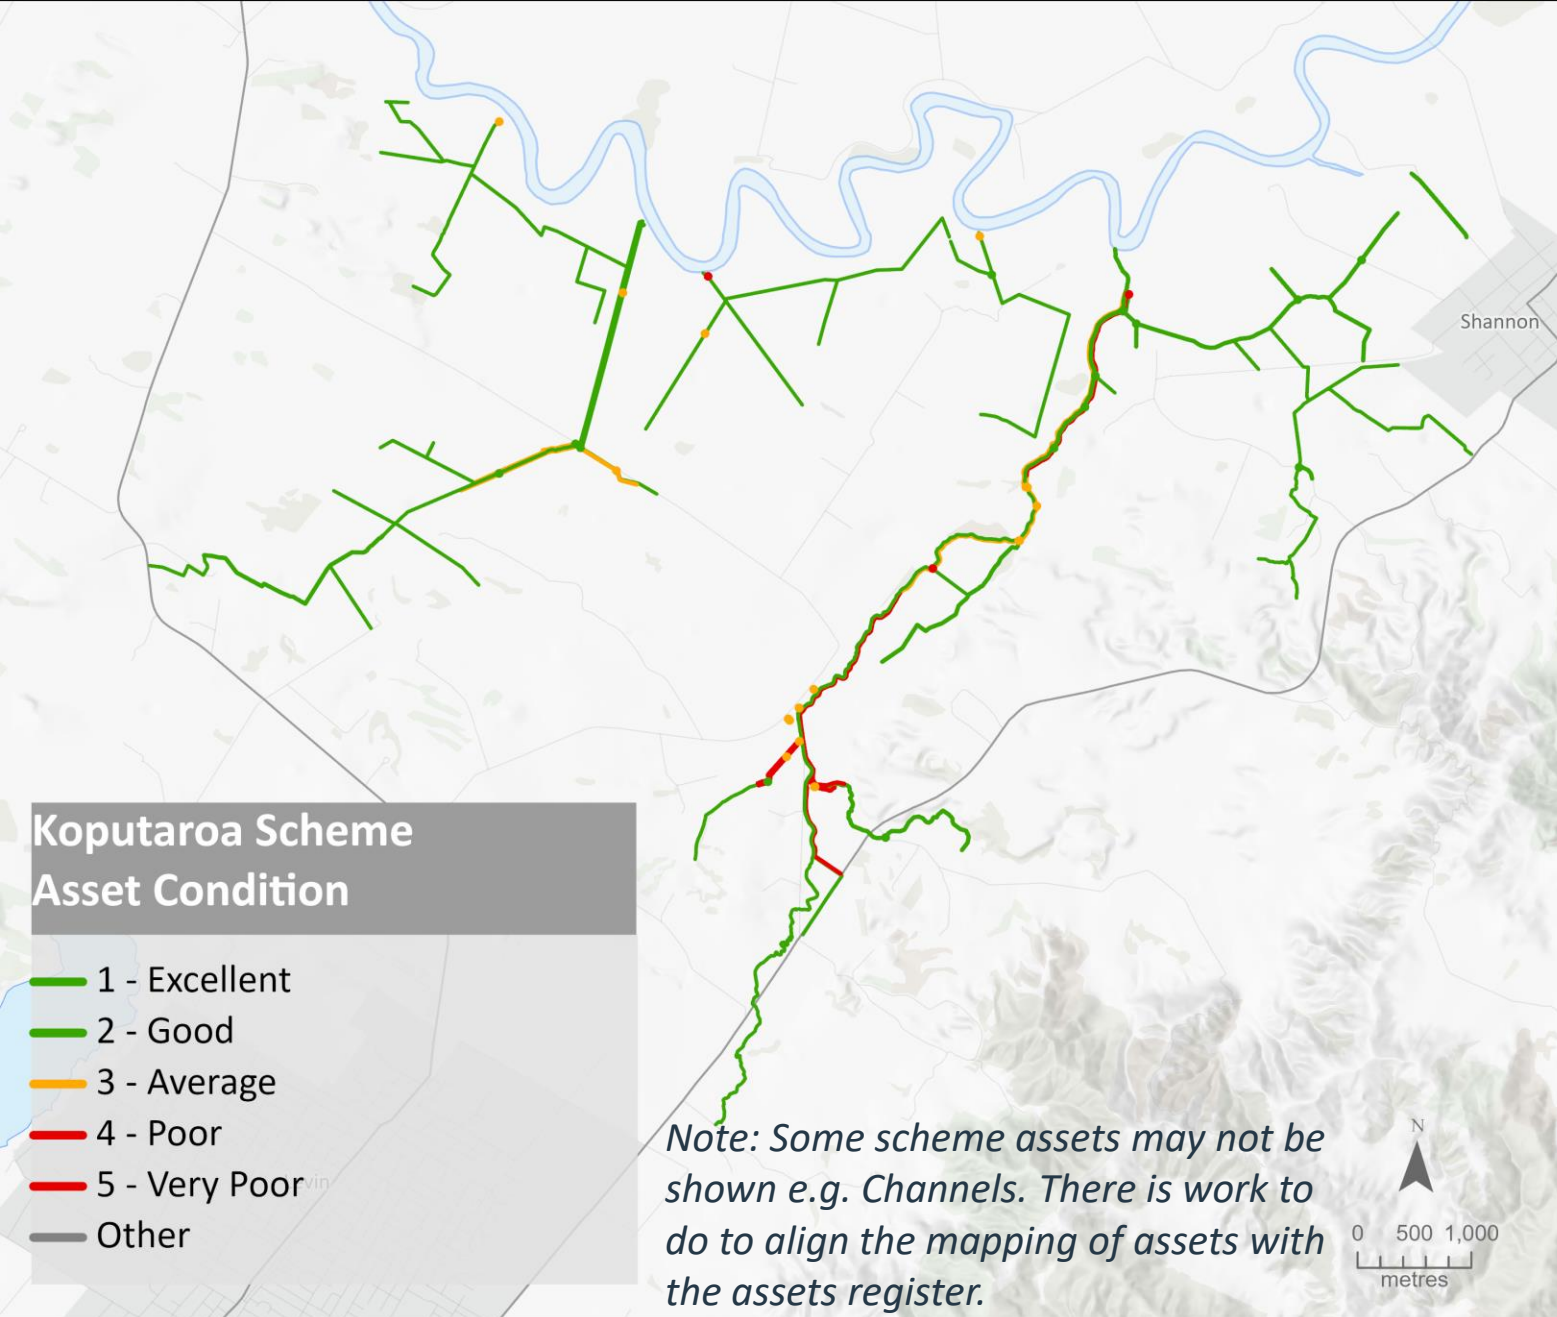 Shannon
Koputaroa Scheme
Asset Condition
1 - Excellent
2 - Good
3 - Average
4 - Poor
5 - Very Poor
Other
Note: Some scheme assets may not be
shown e.g. Channels. There is work to
do to align the mapping of assets with
the assets register.
N
0 500 1,000
metres